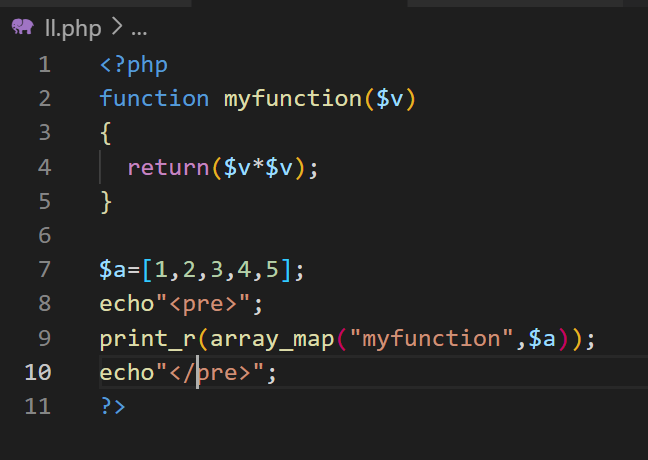 ll.php > ...
1 <?php
2 function myfunction($v)
3 {
4 return($v*$v);
5 }
6
7 $a=[1,2,3,4,5];
8 echo"<pre>";
9 print_r(array_map("myfunction",$a));
10 echo"</pre>";
11 ?>